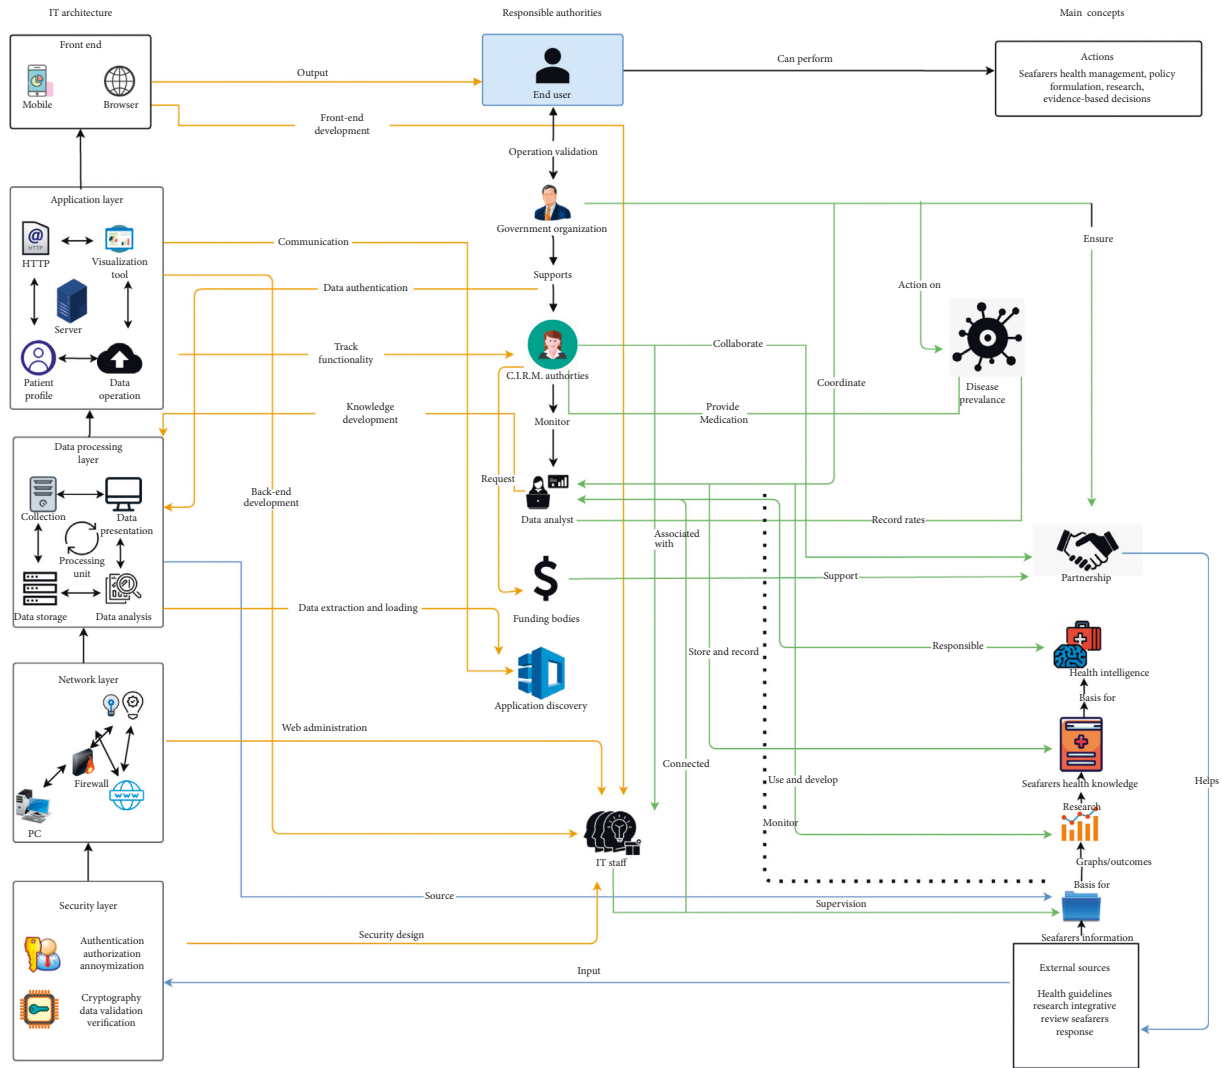 IT architecture
Responsible authorities
Main concepts
Front end
Mobile
Browser
Output
Front-end
development
End user
Can perform
Actions
Seafarers health management, policy
formulation, research,
evidence-based decisions
Operation validation
Government organization
Supports
Ensure
Action on
Application layer
HTTP
HTTP
Visualization
tool
Server
Patient
profile
Data
operation
Communication
Data authentication
Track
functionality
C.I.R.M. authorties
Collaborate
Coordinate
Disease
prevalance
Provide
Medication
Knowledge
development
Monitor
Request
Data analyst
Record rates
Data processing
layer
Collection
Data
presentation
Processing
unit
Data storage
Data analysis
Back-end
development
Associated
with
Partnership
Support
Funding bodies
Data extraction and loading
Application discovery
Store and record
Responsible
Health intelligence
Basis for
Network layer
Firewall
WWW
PC
Web administration
Connected
Use and develop
Monitor
Seafarers health knowledge
Research
Graphs/outcomes
Basis for
Helps
IT staff
Source
Supervision
Seafarers information
Security layer
Authentication
authorization
annoymization
Cryptography
data validation
verification
Security design
Input
External sources
Health guidelines
research integrative
review seafarers
response